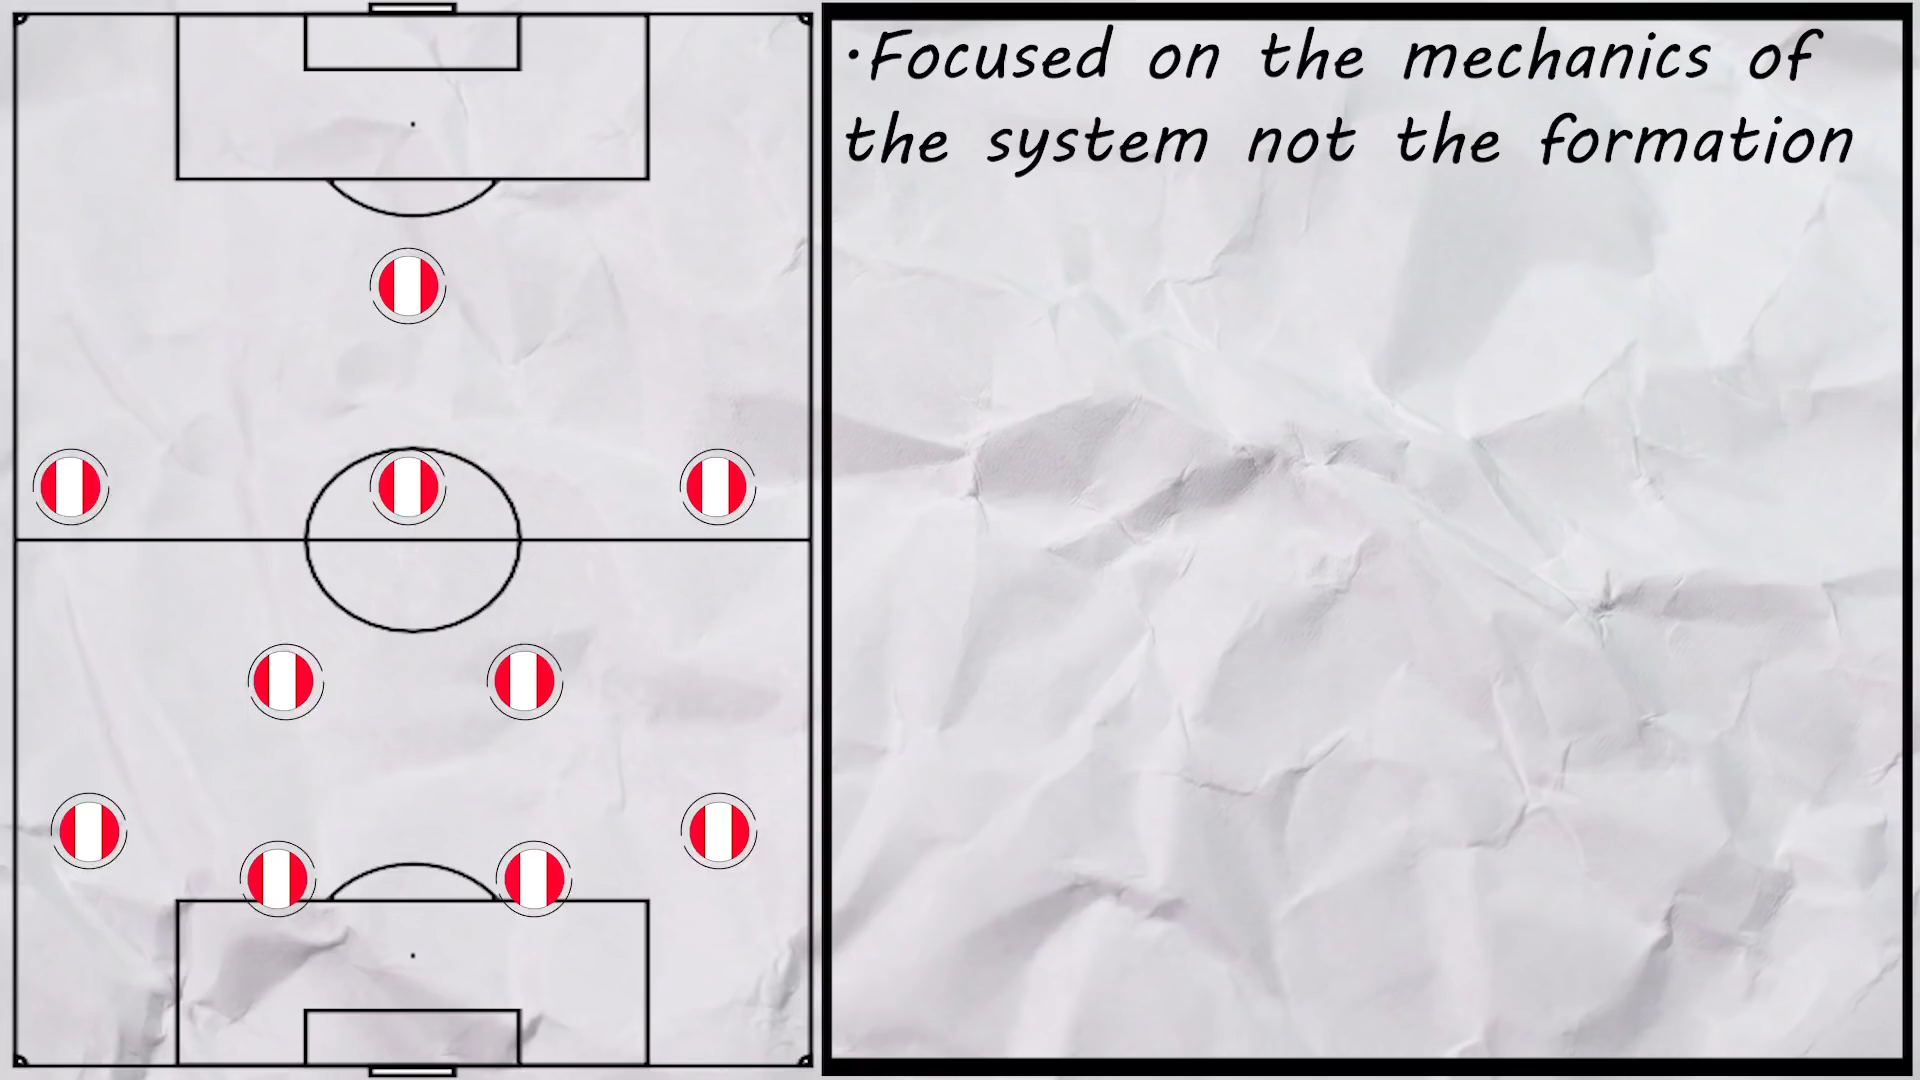 •Focused on the mechanics of
the system not the formation